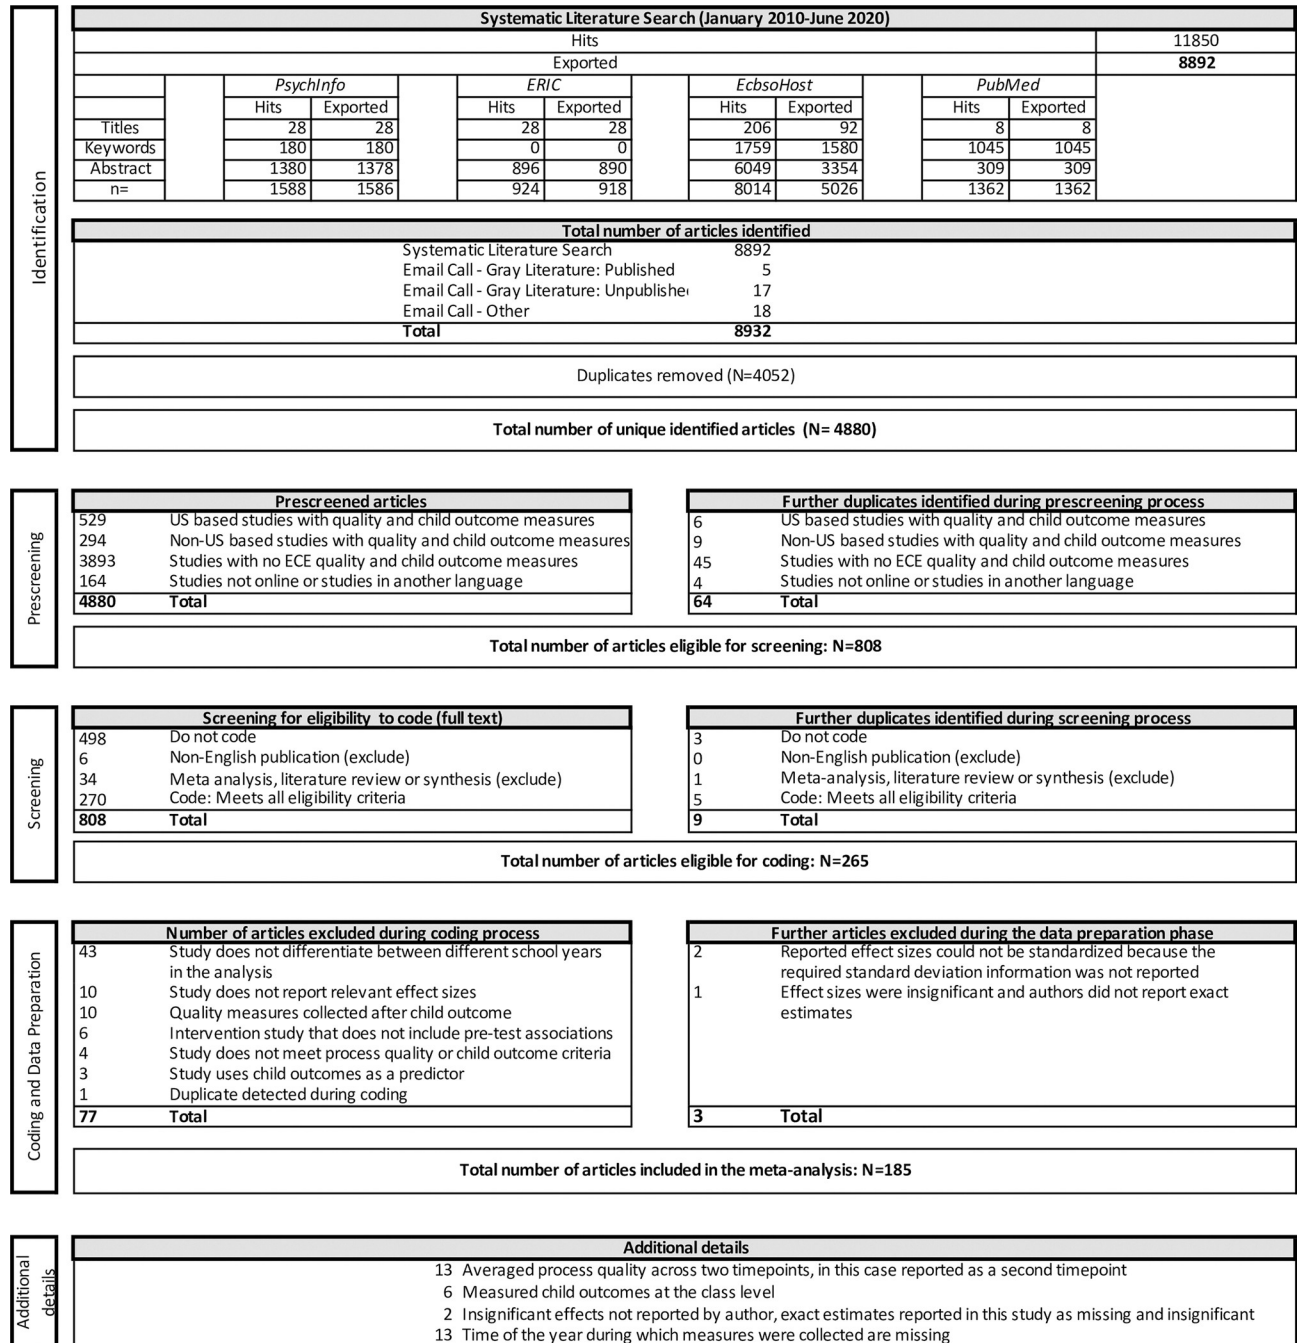 Identification
Systematic Literature Search (January 2010-June 2020)
Hits 11850
Exported 8892
PsychInfo ERIC EcbsoHost PubMed
Hits Exported Hits Exported Hits Exported Hits Exported
Titles 28 28 28 28 206 92 8 8
Keywords 180 180 0 0 1759 1580 1045 1045
Abstract 1380 1378 896 890 6049 3354 309 309
n= 1588 1586 924 918 8014 5026 1362 1362
Total number of articles identified
Systematic Literature Search 8892
Email Call - Gray Literature: Published 5
Email Call - Gray Literature: Unpublishe 17
Email Call - Other 18
Total 8932
Duplicates removed (N=4052)
Total number of unique identified articles (N= 4880)
Prescreening
Prescreened articles
529 US based studies with quality and child outcome measures
294 Non-US based studies with quality and child outcome measures
3893 Studies with no ECE quality and child outcome measures
164 Studies not online or studies in another language
4880 Total
Further duplicates identified during prescreening process
6 US based studies with quality and child outcome measures
9 Non-US based studies with quality and child outcome measures
45 Studies with no ECE quality and child outcome measures
4 Studies not online or studies in another language
64 Total
Total number of articles eligible for screening: N=808
Screening
Screening for eligibility to code (full text)
498 Do not code
6 Non-English publication (exclude)
34 Meta analysis, literature review or synthesis (exclude)
270 Code: Meets all eligibility criteria
808 Total
Further duplicates identified during screening process
3 Do not code
0 Non-English publication (exclude)
1 Meta-analysis, literature review or synthesis (exclude)
5 Code: Meets all eligibility criteria
9 Total
Total number of articles eligible for coding: N=265
Coding and Data Preparation
Number of articles excluded during coding process
43 Study does not differentiate between different school years
in the analysis
10 Study does not report relevant effect sizes
10 Quality measures collected after child outcome
6 Intervention study that does not include pre-test associations
4 Study does not meet process quality or child outcome criteria
3 Study uses child outcomes as a predictor
1 Duplicate detected during coding
77 Total
Further articles excluded during the data preparation phase
2 Reported effect sizes could not be standardized because the
required standard deviation information was not reported
1 Effect sizes were insignificant and authors did not report exact
estimates
3 Total
Total number of articles included in the meta-analysis: N=185
Additional
details
Additional details
13 Averaged process quality across two timepoints, in this case reported as a second timepoint
6 Measured child outcomes at the class level
2 Insignificant effects not reported by author, exact estimates reported in this study as missing and insignificant
13 Time of the year during which measures were collected are missing